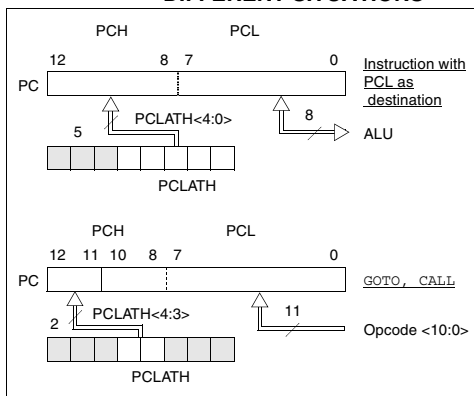 DIFFERENT SITUATIONS
PCH PCL
12 8 7 0
Instruction with
PCL as
destination
PC
PCLATH<4:0>
8
5
ALU
PCLATH
PCH PCL
12 11 10 8 7 0
PC
GOTO, CALL
PCLATH<4:3>
11
2
Opcode <10:0>
PCLATH